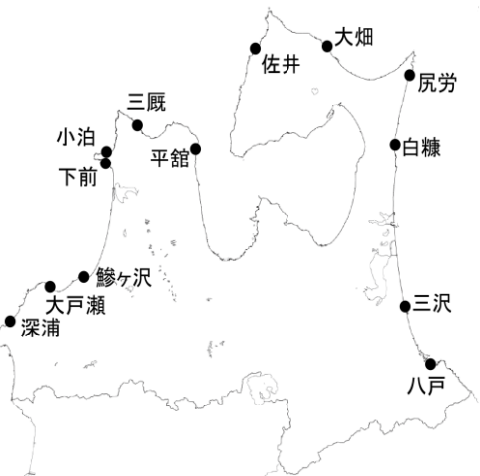 大畑
佐井
尻労
三厩
小泊
白糠
平舘
下前
鰺ヶ沢
大戸瀬
三沢
深浦
八戸